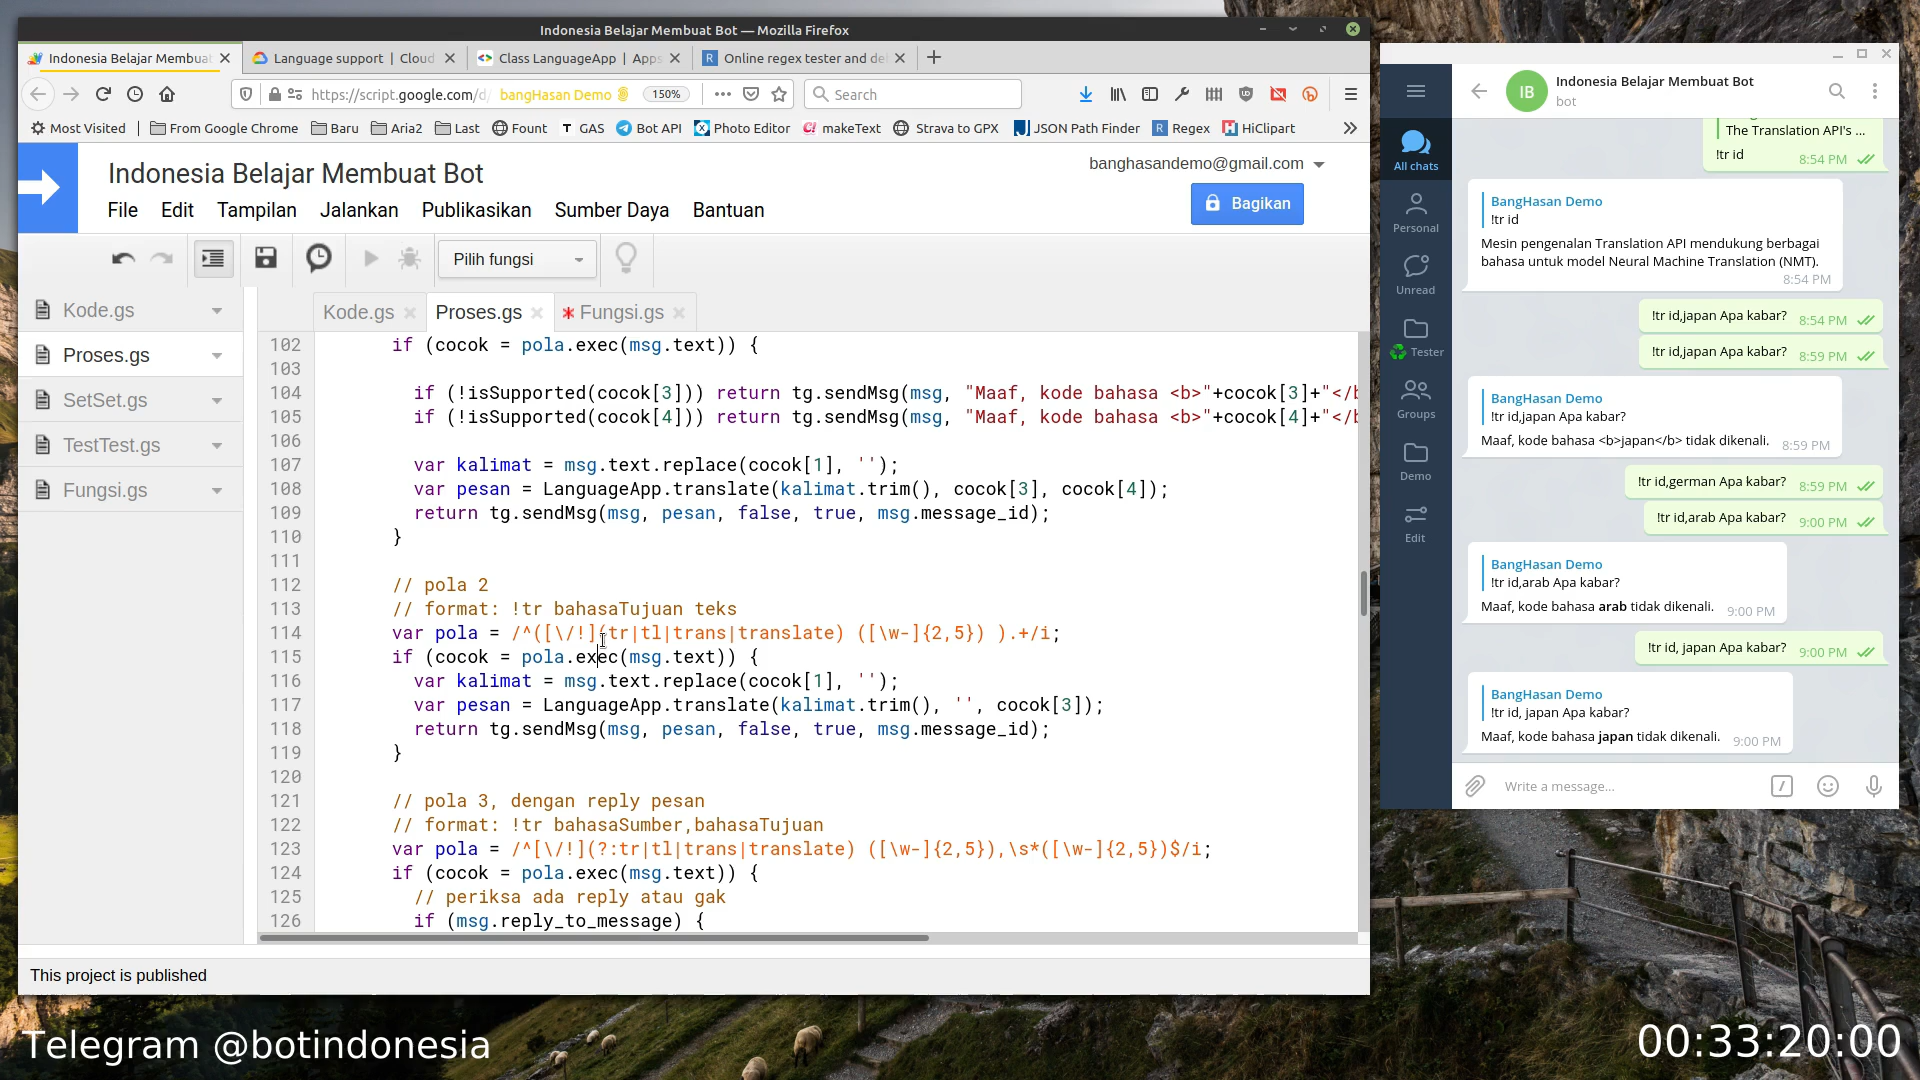 Indonesia Belajar Membuat Bot — Mozilla Firefox
Indonesia Belajar Membua
Language support | Cloud
Class LanguageApp | Apps
Online regex tester and de
https://script.google.com/d/
bangHasan Demo
150%
Search
Most Visited
From Google Chrome
Baru
Aria2
Last
Fount
GAS
Bot API
Photo Editor
makeText
Strava to GPX
JSON Path Finder
Regex
HiClipart
Indonesia Belajar Membuat Bot
banghasandemo@gmail.com
File Edit Tampilan Jalankan Publikasikan Sumber Daya Bantuan
Bagikan
Pilih fungsi
Kode.gs
Proses.gs
SetSet.gs
TestTest.gs
Fungsi.gs
Kode.gs
Proses.gs
* Fungsi.gs
102 if (cocok = pola.exec(msg.text)) {
103
104 if (!isSupported(cocok[3])) return tg.sendMsg(msg, "Maaf, kode bahasa <b>"+cocok[3]+"</b
105 if (!isSupported(cocok[4])) return tg.sendMsg(msg, "Maaf, kode bahasa <b>"+cocok[4]+"</b
106
107 var kalimat = msg.text.replace(cocok[1], '');
108 var pesan = LanguageApp.translate(kalimat.trim(), cocok[3], cocok[4]);
109 return tg.sendMsg(msg, pesan, false, true, msg.message_id);
110 }
111
112 // pola 2
113 // format: !tr bahasaTujuan teks
114 var pola = /^([\/!](tr|tl|trans|translate) ([\w-]{2,5}) ).+/i;
115 if (cocok = pola.exec(msg.text)) {
116 var kalimat = msg.text.replace(cocok[1], '');
117 var pesan = LanguageApp.translate(kalimat.trim(), '', cocok[3]);
118 return tg.sendMsg(msg, pesan, false, true, msg.message_id);
119 }
120
121 // pola 3, dengan reply pesan
122 // format: !tr bahasaSumber,bahasaTujuan
123 var pola = /^[\/!](?:tr|tl|trans|translate) ([\w-]{2,5}),\s*([\w-]{2,5})$/i;
124 if (cocok = pola.exec(msg.text)) {
125 // periksa ada reply atau gak
126 if (msg.reply_to_message) {
This project is published
IB
Indonesia Belajar Membuat Bot
bot
All chats
Personal
Unread
Tester
Groups
Demo
Edit
The Translation API's ...
!tr id
8:54 PM
BangHasan Demo
!tr id
Mesin pengenalan Translation API mendukung berbagai
bahasa untuk model Neural Machine Translation (NMT).
8:54 PM
!tr id,japan Apa kabar? 8:54 PM
!tr id,japan Apa kabar? 8:59 PM
BangHasan Demo
!tr id,japan Apa kabar?
Maaf, kode bahasa <b>japan</b> tidak dikenali. 8:59 PM
!tr id,german Apa kabar? 8:59 PM
!tr id,arab Apa kabar? 9:00 PM
BangHasan Demo
!tr id,arab Apa kabar?
Maaf, kode bahasa arab tidak dikenali. 9:00 PM
!tr id, japan Apa kabar? 9:00 PM
BangHasan Demo
!tr id, japan Apa kabar?
Maaf, kode bahasa japan tidak dikenali. 9:00 PM
Write a message...
Telegram @botindonesia
00:33:20:00